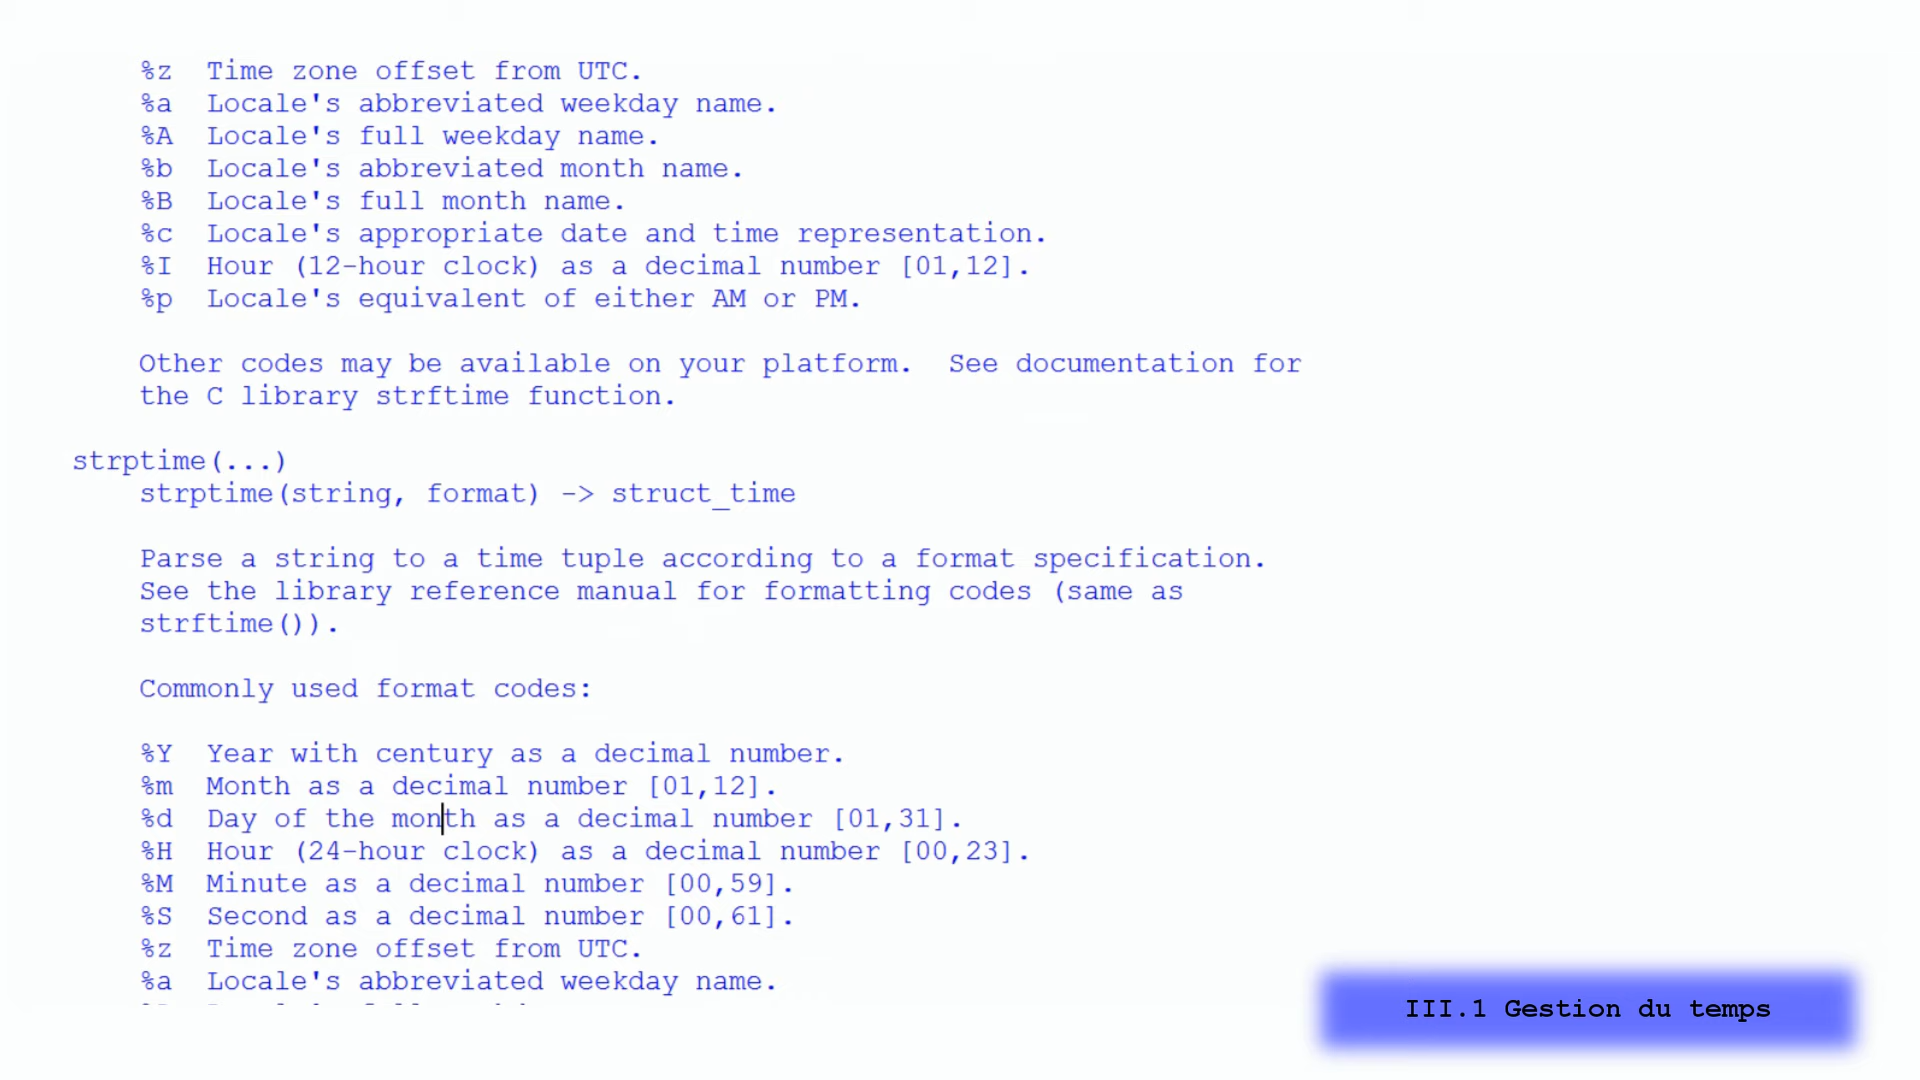 %z  Time zone offset from UTC.
%a  Locale's abbreviated weekday name.
%A  Locale's full weekday name.
%b  Locale's abbreviated month name.
%B  Locale's full month name.
%c  Locale's appropriate date and time representation.
%I  Hour (12-hour clock) as a decimal number [01,12].
%p  Locale's equivalent of either AM or PM.
Other codes may be available on your platform.  See documentation for
the C library strftime function.
strptime(...)
strptime(string, format) -> struct_time
Parse a string to a time tuple according to a format specification.
See the library reference manual for formatting codes (same as
strftime()).
Commonly used format codes:
%Y  Year with century as a decimal number.
%m  Month as a decimal number [01,12].
%d  Day of the month as a decimal number [01,31].
%H  Hour (24-hour clock) as a decimal number [00,23].
%M  Minute as a decimal number [00,59].
%S  Second as a decimal number [00,61].
%z  Time zone offset from UTC.
%a  Locale's abbreviated weekday name.
III.1 Gestion du temps